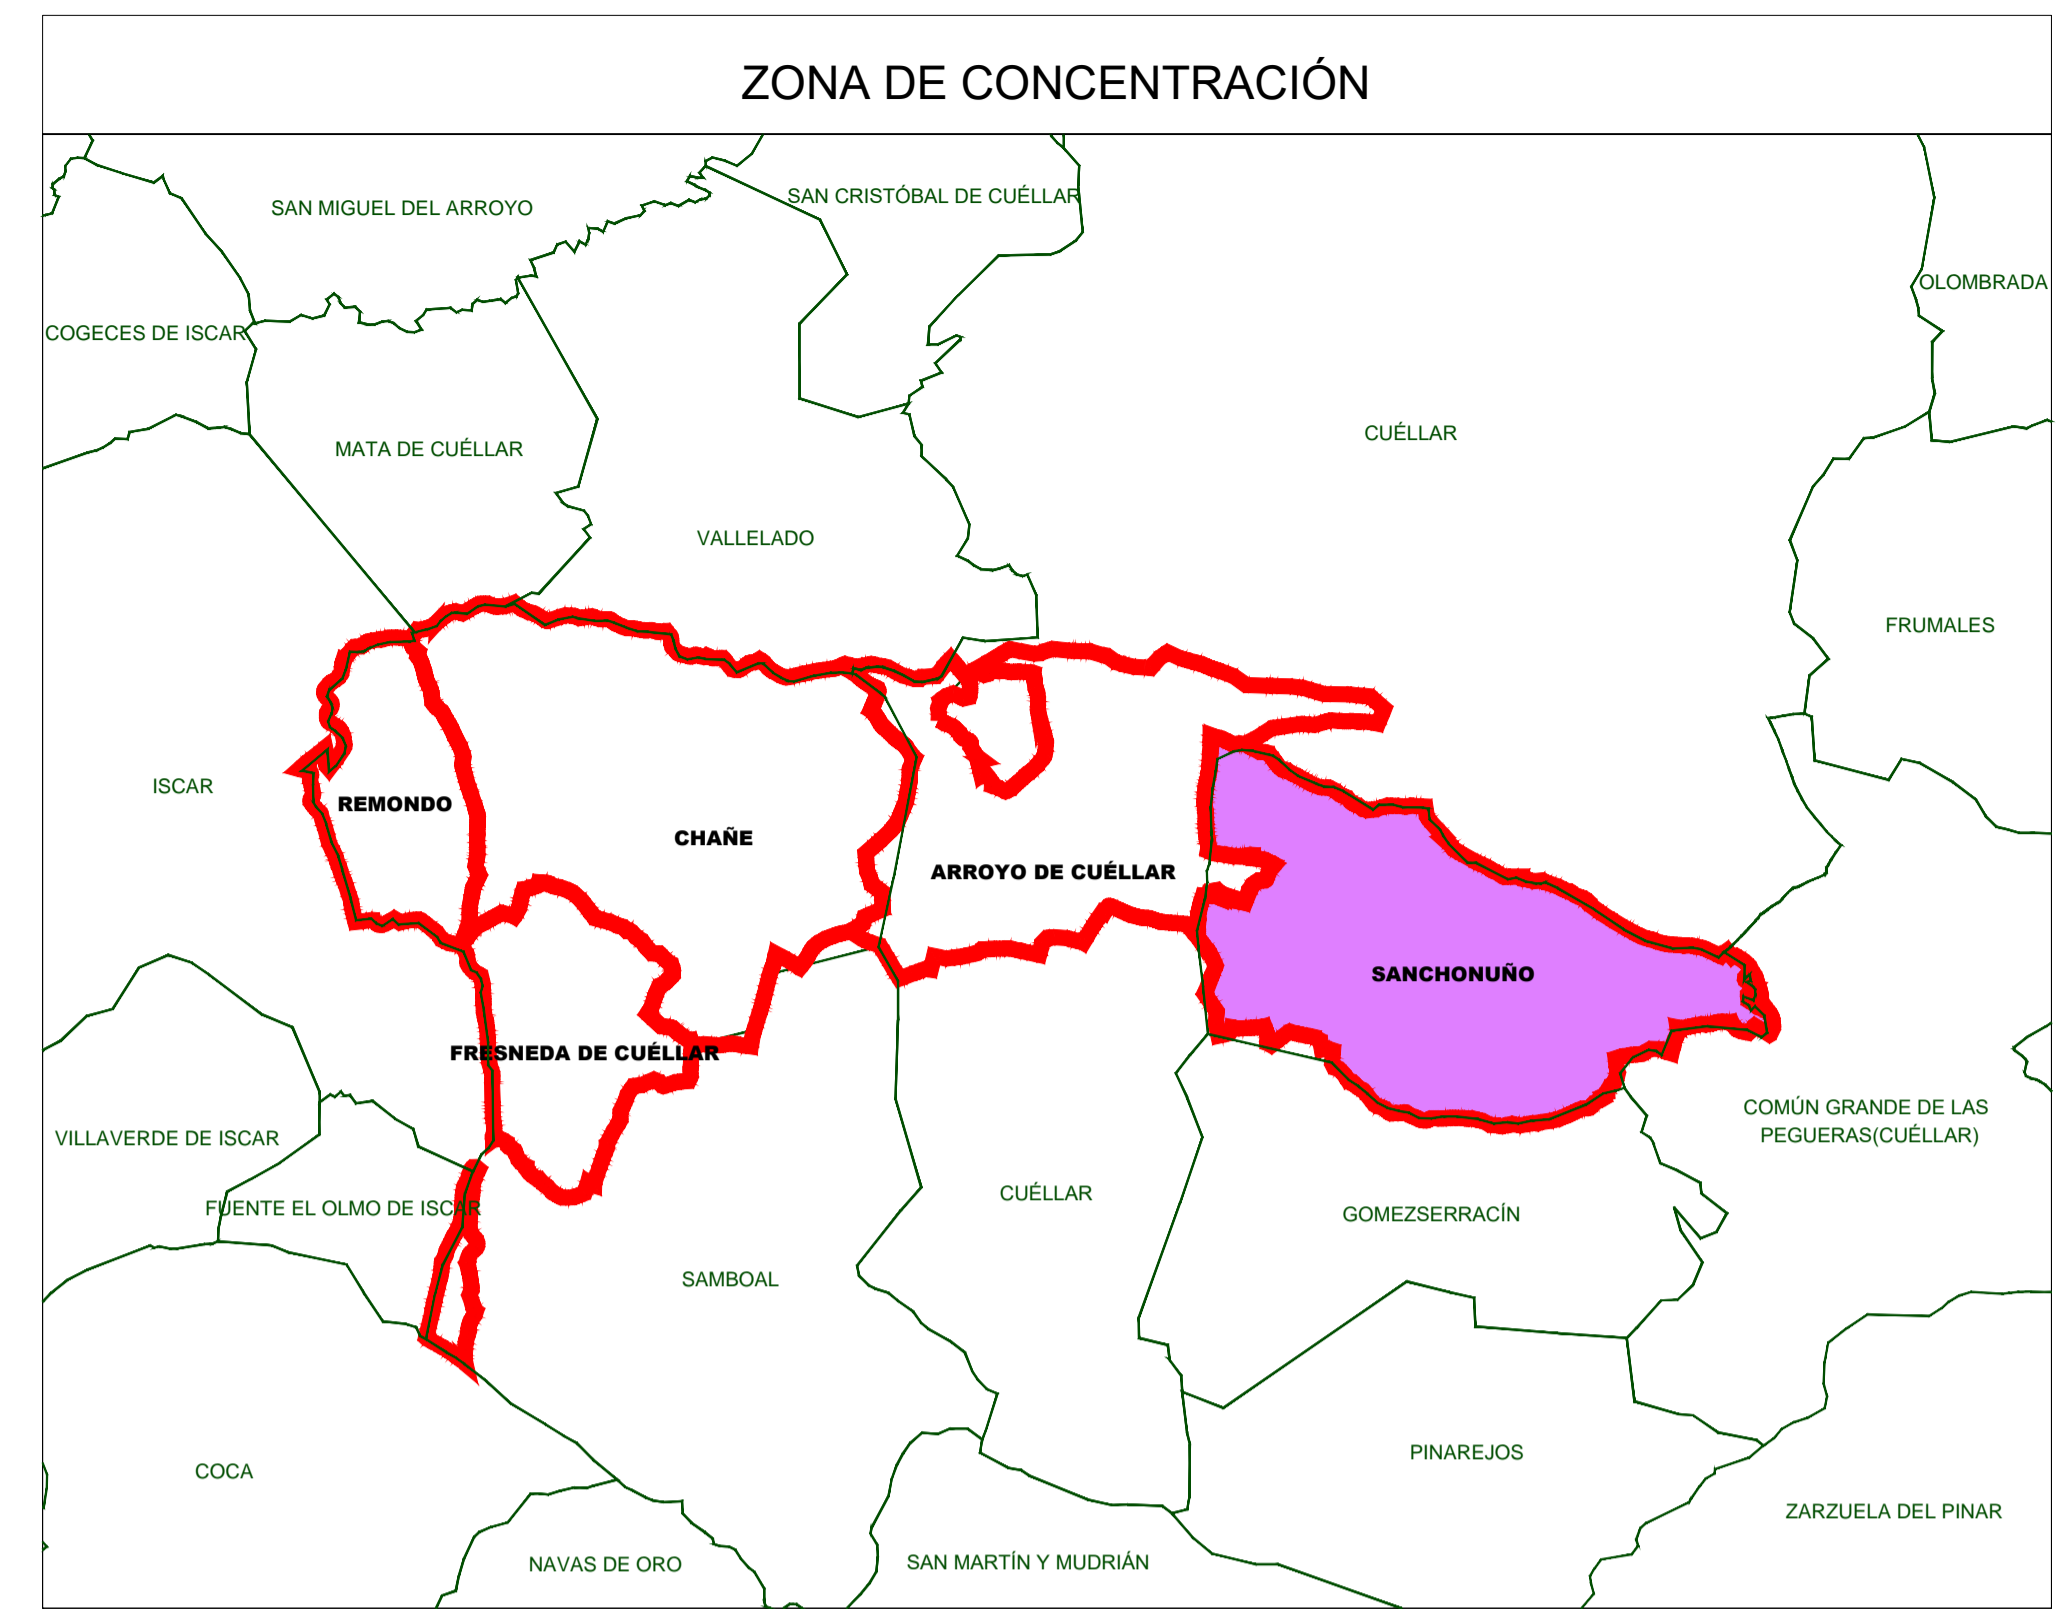 ZONA DE CONCENTRACIÓN
SAN CRISTÓBAL DE CUÉLLAR
SAN MIGUEL DEL ARROYO
OLOMBRADA
COGECES DE ISCAR
CUÉLLAR
MATA DE CUÉLLAR
VALLELADO
FRUMALES
ISCAR
REMONDO
CHAÑE
ARROYO DE CUÉLLAR
SANCHONUÑO
FRESNEDA DE CUÉLLAR
COMÚN GRANDE DE LAS
PEGUERAS(CUÉLLAR)
VILLAVERDE DE ISCAR
CUÉLLAR
FUENTE EL OLMO DE ISCAR
GOMEZSERRACÍN
SAMBOAL
PINAREJOS
COCA
ZARZUELA DEL PINAR
NAVAS DE ORO
SAN MARTÍN Y MUDRIÁN